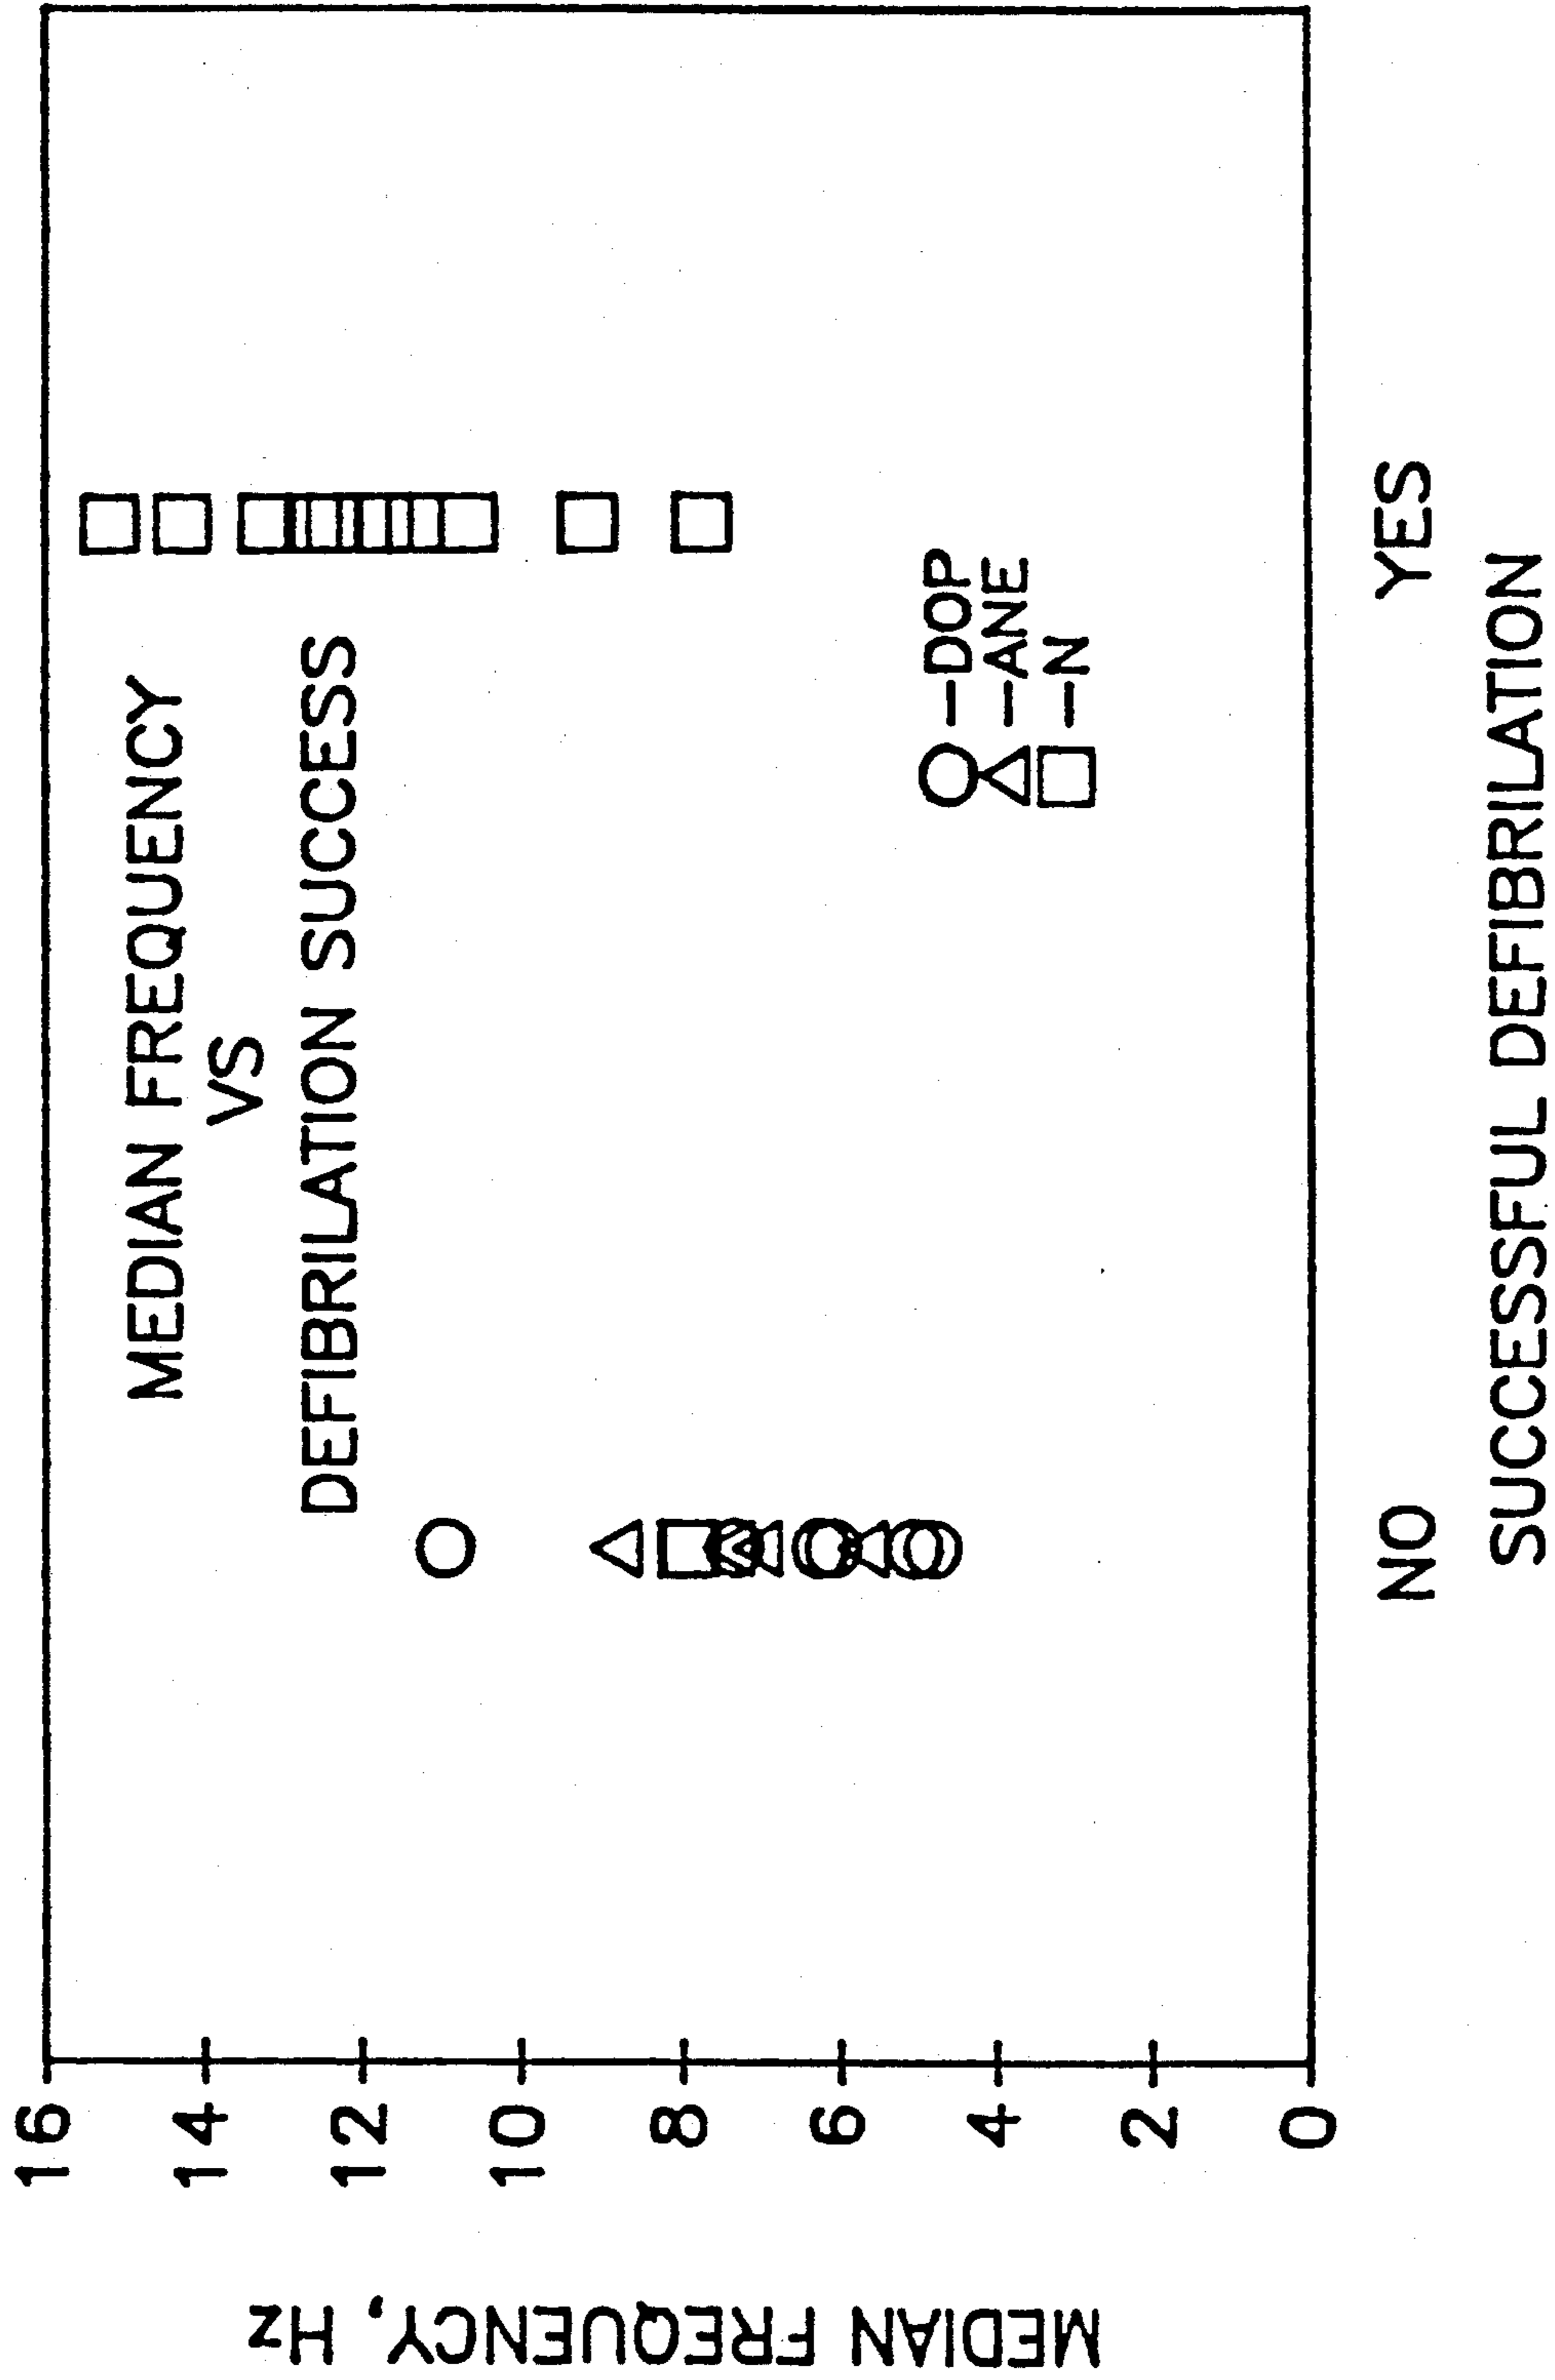 MEDIAN FREQUENCY
VS
DEFIBRILATION SUCCESS
16
14
12
10
8
6
4
2
0
MEDIAN FREQUENCY, Hz
–DOP
–ANE
–N
NO
YES
SUCCESSFUL DEFIBRILATION